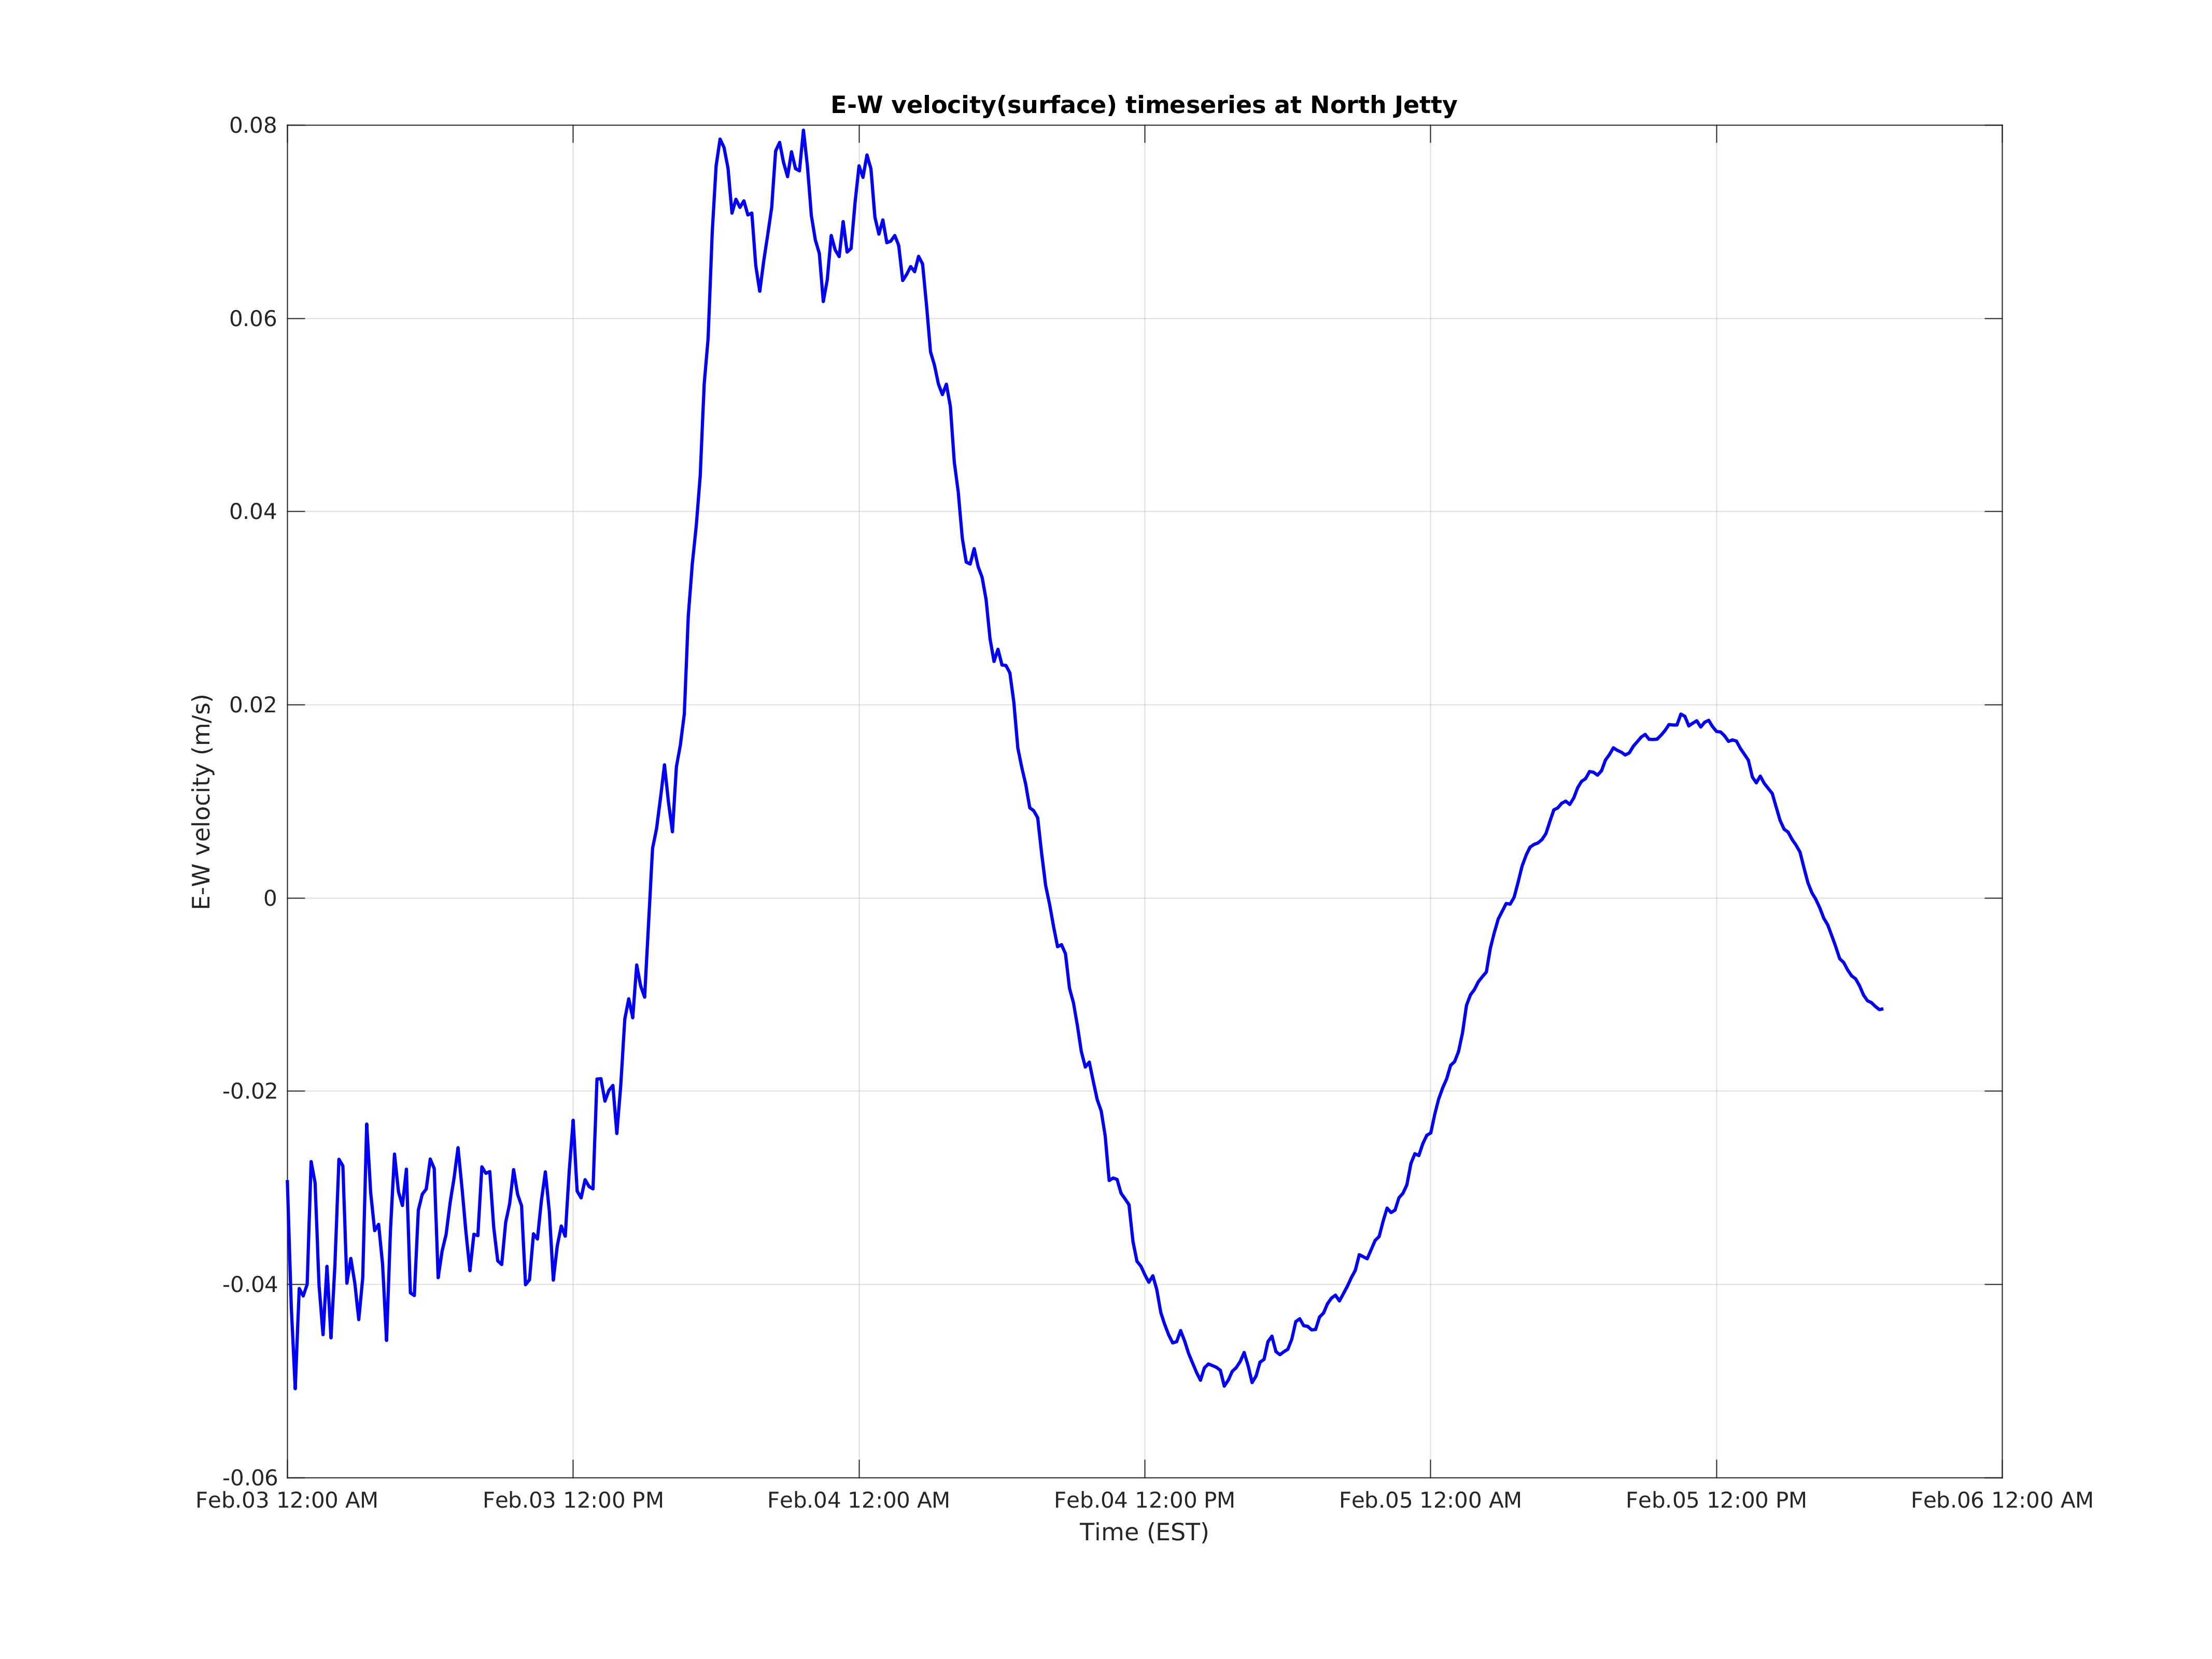 E-W velocity(surface) timeseries at North Jetty
0.08
0.06
0.04
0.02
0
-0.02
-0.04
-0.06
E-W velocity (m/s)
Feb.03 12:00 AM
Feb.03 12:00 PM
Feb.04 12:00 AM
Feb.04 12:00 PM
Feb.05 12:00 AM
Feb.05 12:00 PM
Feb.06 12:00 AM
Time (EST)